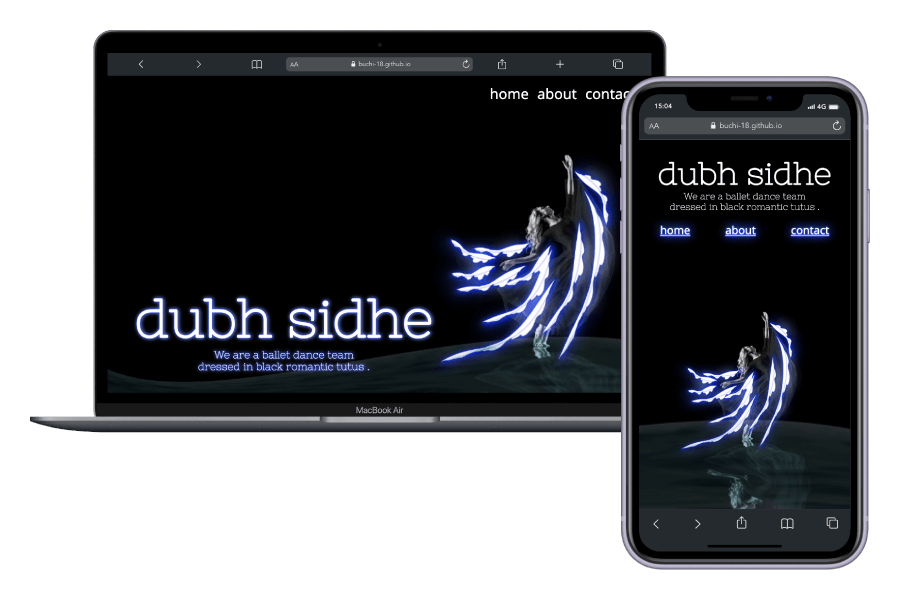 AA buchi-18.github.io
home about contac
dubh sidhe
We are a ballet dance team
dressed in black romantic tutus .
MacBook Air
15:04 4G
AA buchi-18.github.io
dubh sidhe
We are a ballet dance team
dressed in black romantic tutus .
home about contact